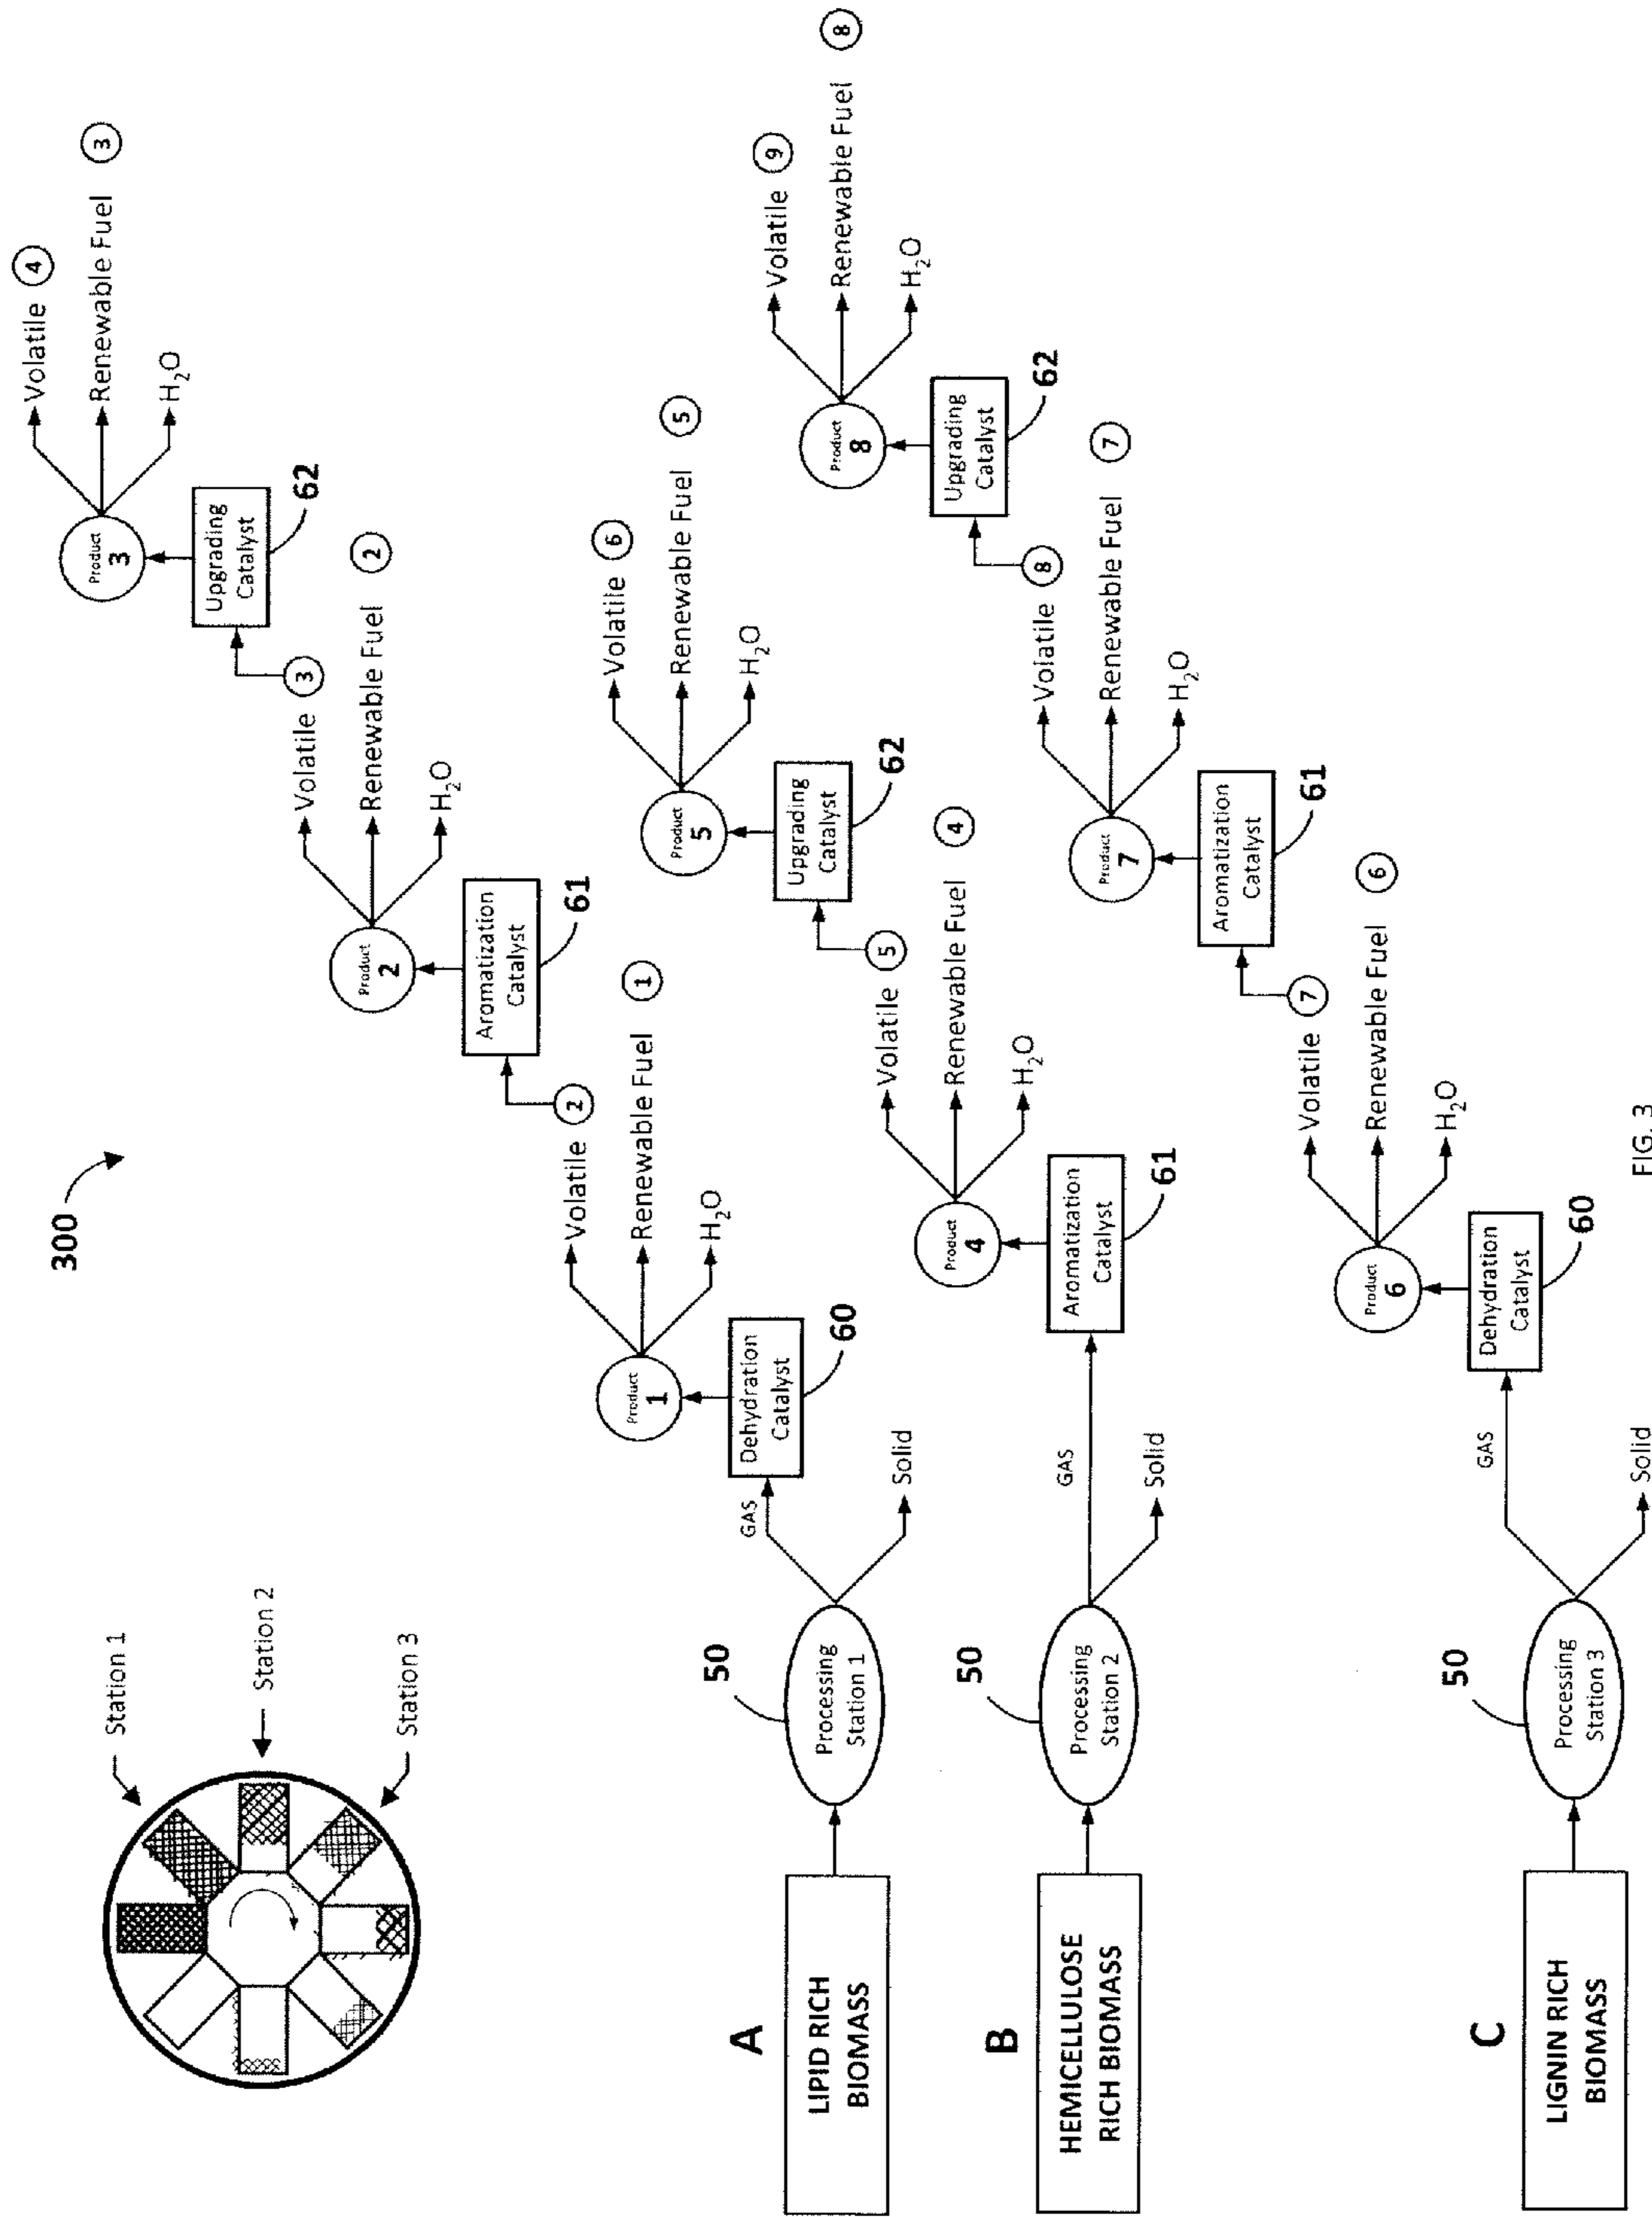 300
Station 1
Station 2
Station 3
A
LIPID RICH
BIOMASS
50
Processing
Station 1
GAS
Solid
Dehydration
Catalyst
60
Product
1
Volatile 2
Renewable Fuel 1
H₂O
Aromatization
Catalyst
61
Product
2
Volatile 3
Renewable Fuel 2
H₂O
Upgrading
Catalyst
62
Product
3
Volatile 4
Renewable Fuel 3
H₂O
B
HEMICELLULOSE
RICH BIOMASS
50
Processing
Station 2
GAS
Solid
Aromatization
Catalyst
61
Product
4
Volatile 5
Renewable Fuel 4
H₂O
Upgrading
Catalyst
62
Product
5
Volatile 6
Renewable Fuel 5
H₂O
C
LIGNIN RICH
BIOMASS
50
Processing
Station 3
GAS
Solid
Dehydration
Catalyst
60
Product
6
Volatile 7
Renewable Fuel 6
H₂O
Aromatization
Catalyst
61
Product
7
Volatile 8
Renewable Fuel 7
H₂O
Upgrading
Catalyst
62
Product
8
Volatile 9
Renewable Fuel 8
H₂O
FIG. 3